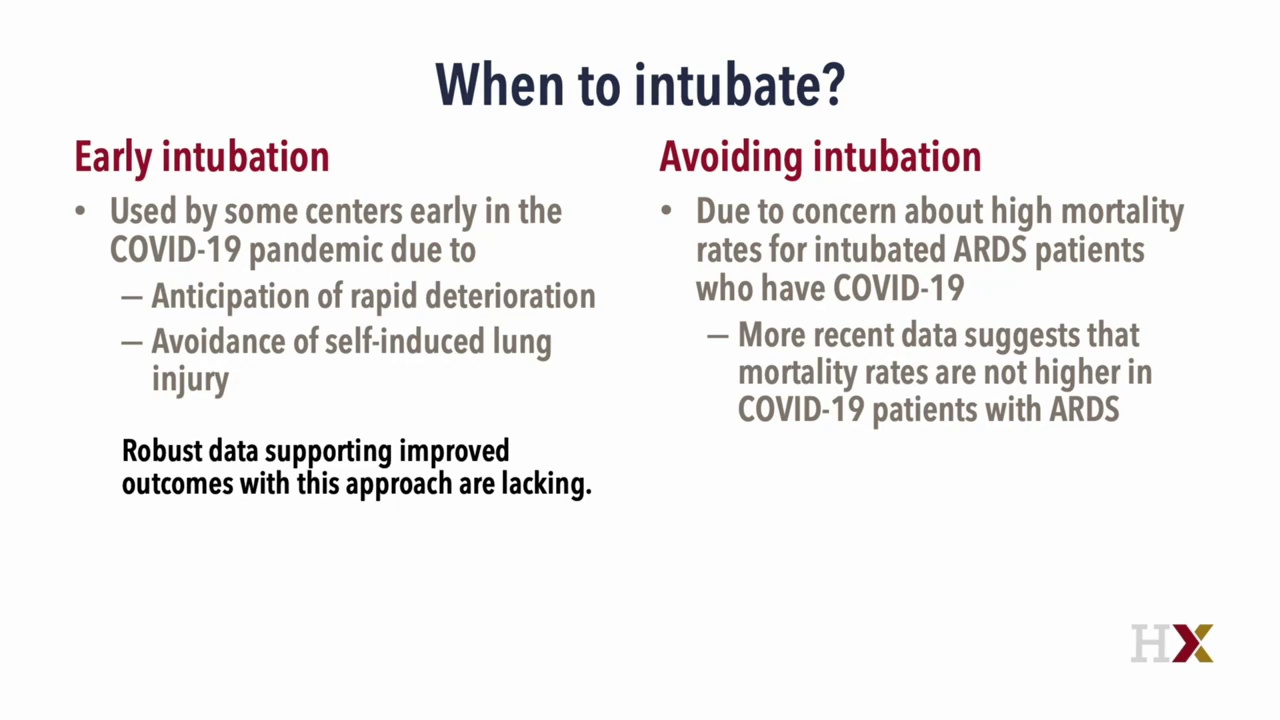 When to intubate?
Early intubation
• Used by some centers early in the
COVID-19 pandemic due to
— Anticipation of rapid deterioration
— Avoidance of self-induced lung
injury
Robust data supporting improved
outcomes with this approach are lacking.
Avoiding intubation
• Due to concern about high mortality
rates for intubated ARDS patients
who have COVID-19
— More recent data suggests that
mortality rates are not higher in
COVID-19 patients with ARDS
HX